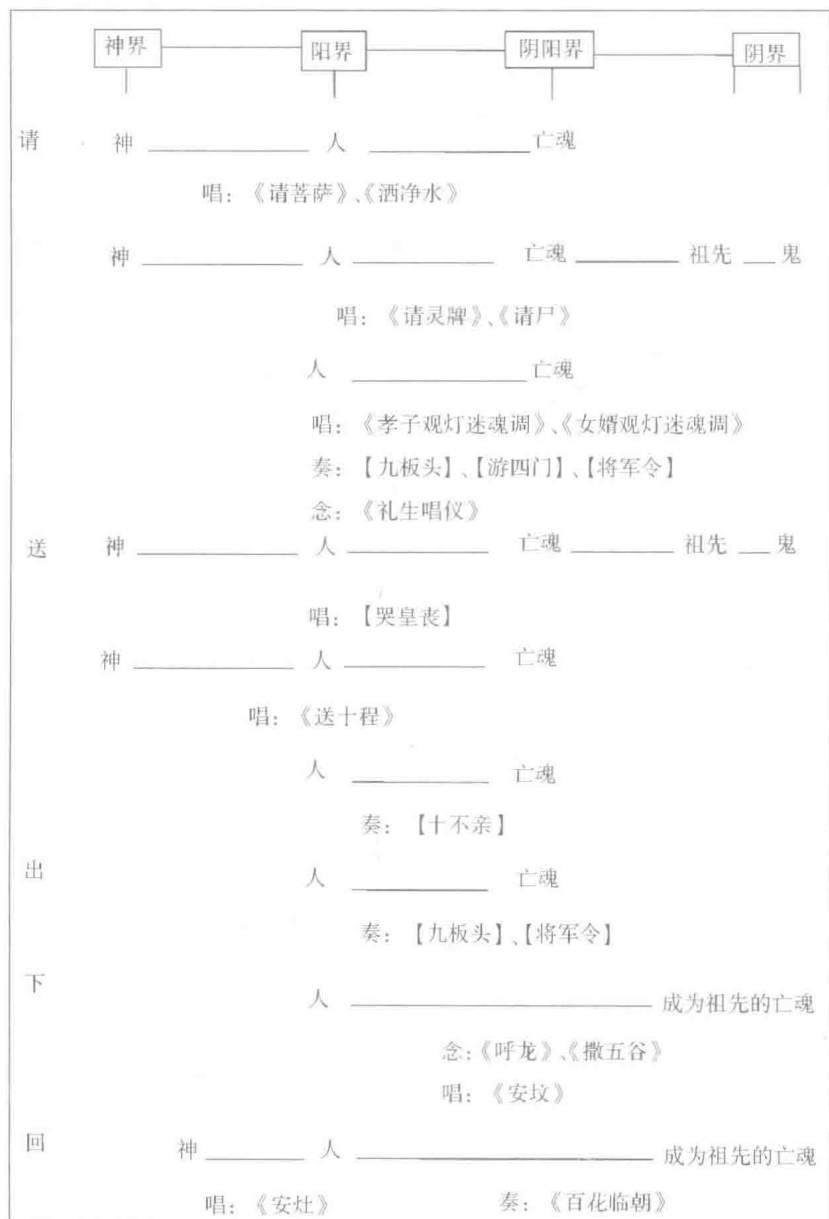 神界 阳界 阴阳界 阴界
请 神 人 亡魂
唱：《请菩萨》、《洒净水》
神 人 亡魂 祖先 鬼
唱：《请灵牌》、《请尸》
人 亡魂
唱：《孝子观灯迷魂调》、《女婿观灯迷魂调》
奏：【九板头】、【游四门】、【将军令】
念：《礼生唱仪》
送 神 人 亡魂 祖先 鬼
唱：【哭皇丧】
神 人 亡魂
唱：《送十程》
人 亡魂
奏：【十不亲】
出 人 亡魂
奏：【九板头】、【将军令】
下 人 成为祖先的亡魂
念：《呼龙》、《撒五谷》
唱：《安坟》
回 神 人 成为祖先的亡魂
唱：《安灶》 奏：《百花临朝》